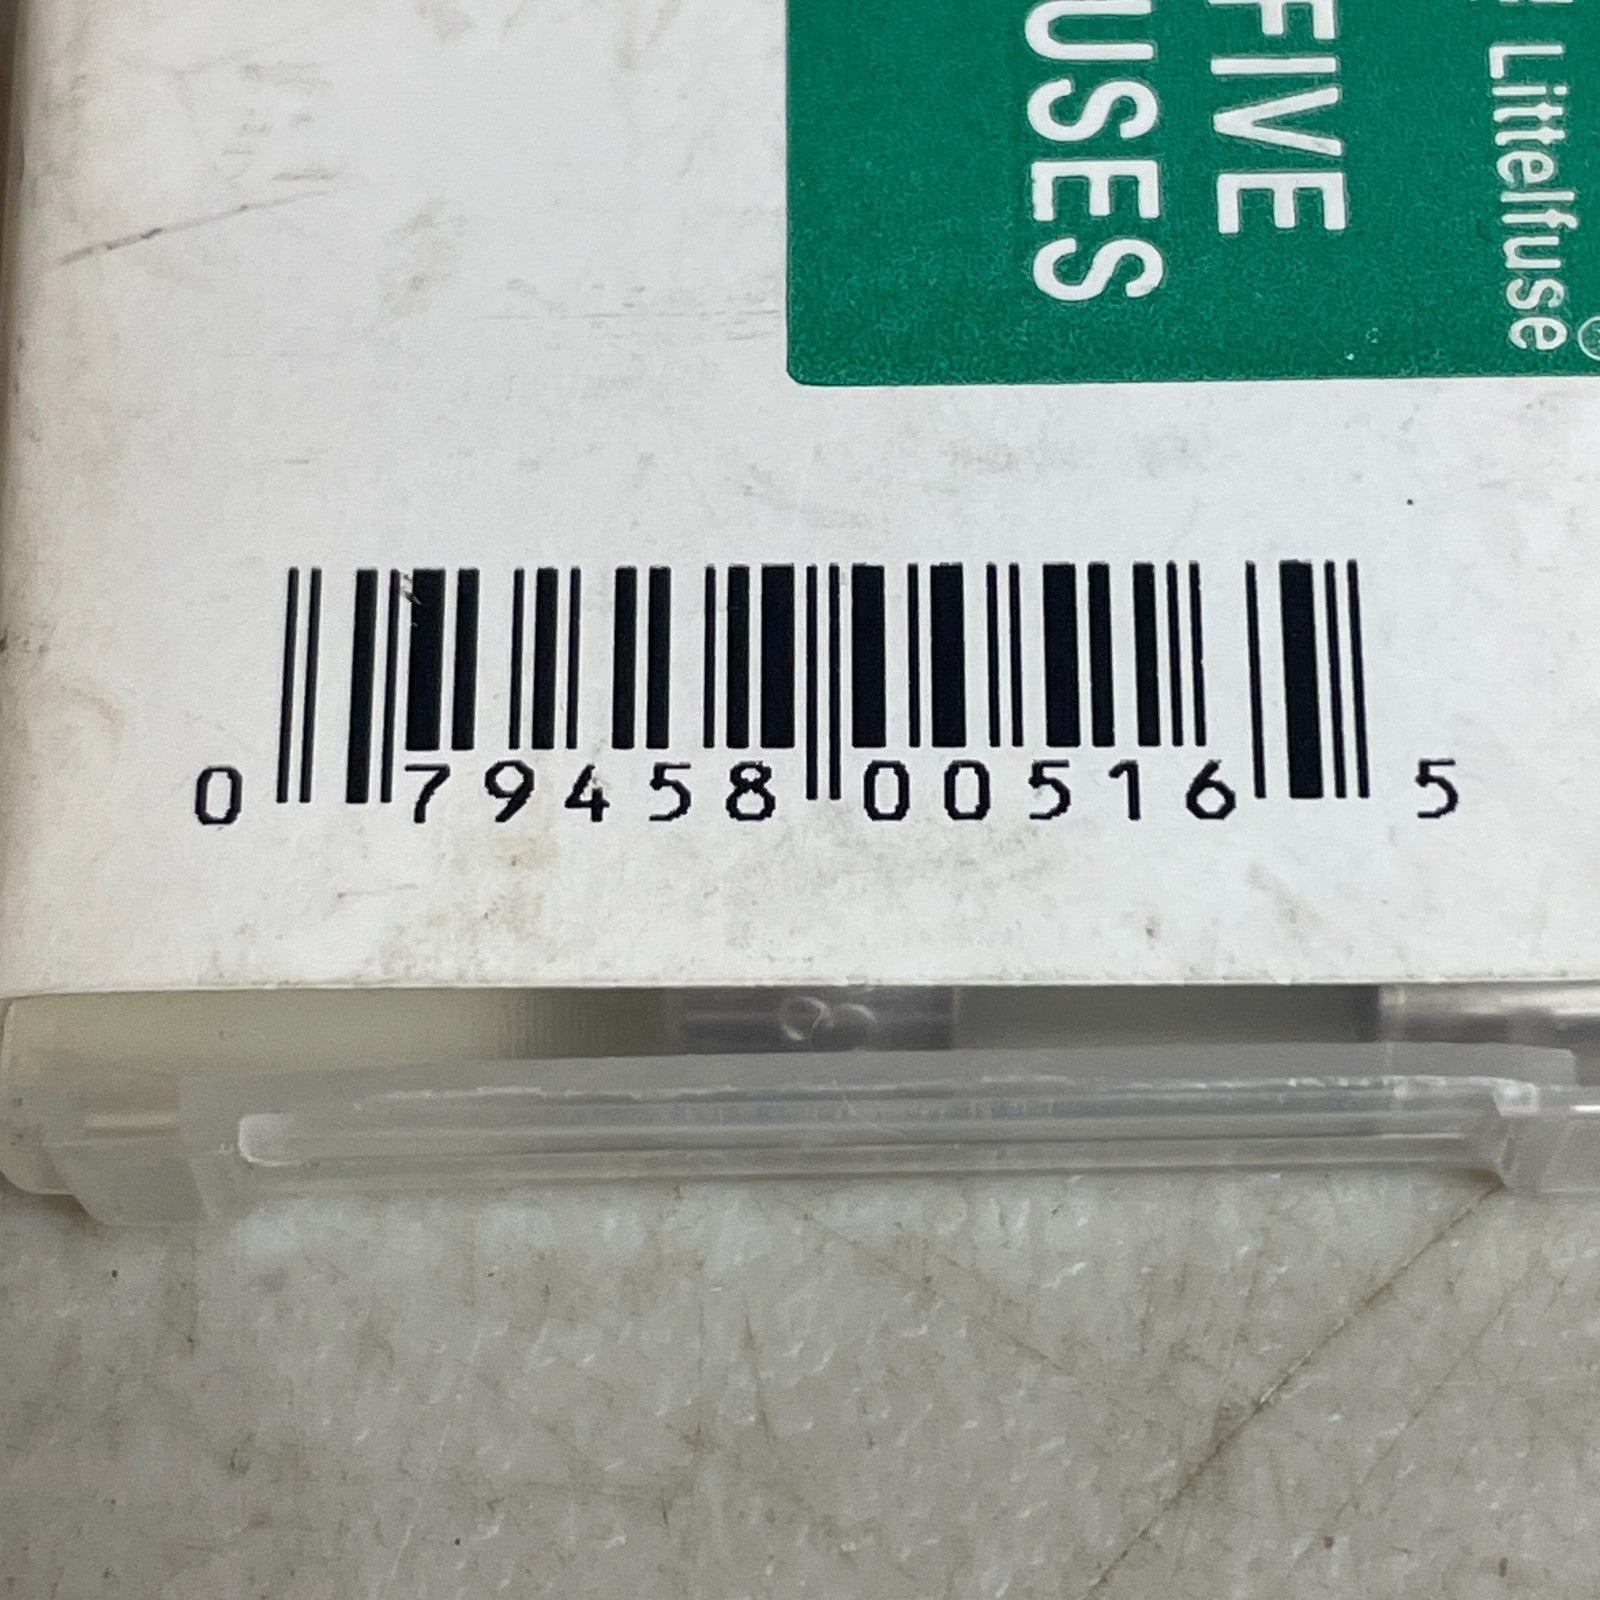 Littelfuse®
FIVE
USES
0 79458 00516 5